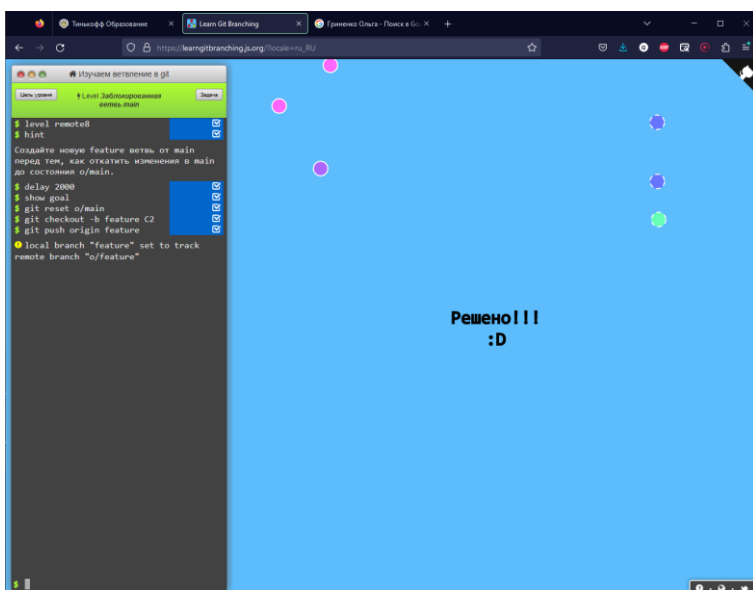 Тинькофф Образование
Learn Git Branching
Гриненко Ольга - Поиск в Go
https://learngitbranching.js.org/?locale=ru_RU
Изучаем ветвление в git
Цель уровня
Level Заблокированная ветвь main
Задача
$ level remote8
$ hint
Создайте новую feature ветвь от main
перед тем, как откатить изменения в main
до состояния o/main.
$ delay 2000
$ show goal
$ git reset o/main
$ git checkout -b feature C2
$ git push origin feature
local branch "feature" set to track
remote branch "o/feature"
Решено!!!
:D
$